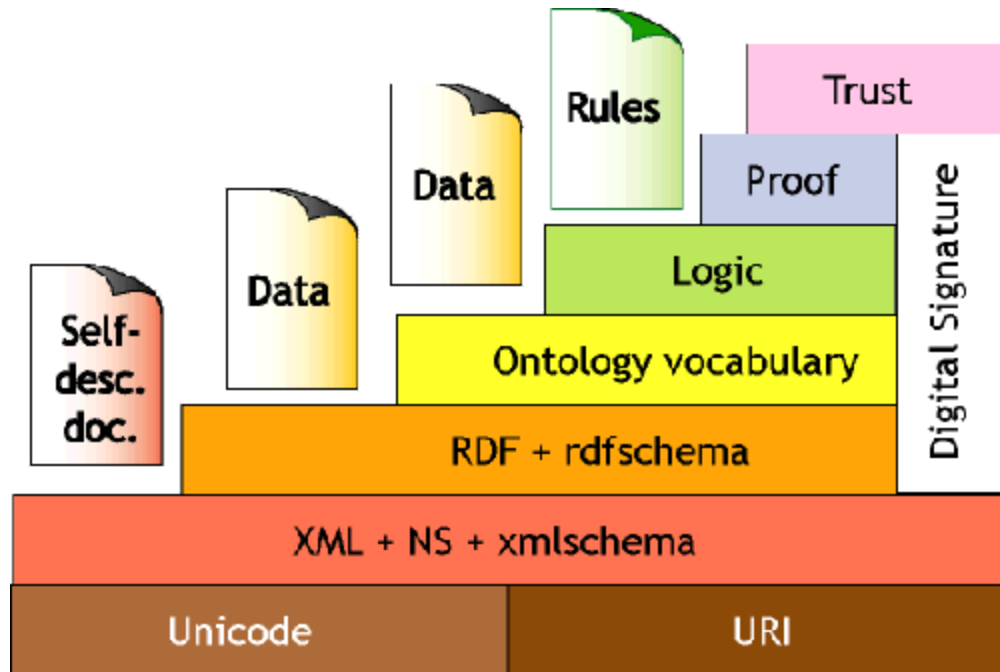 Rules
Trust
Data
Proof
Data
Logic
Self-
desc.
doc.
Ontology vocabulary
Digital Signature
RDF + rdfschema
XML + NS + xmlschema
Unicode
URI